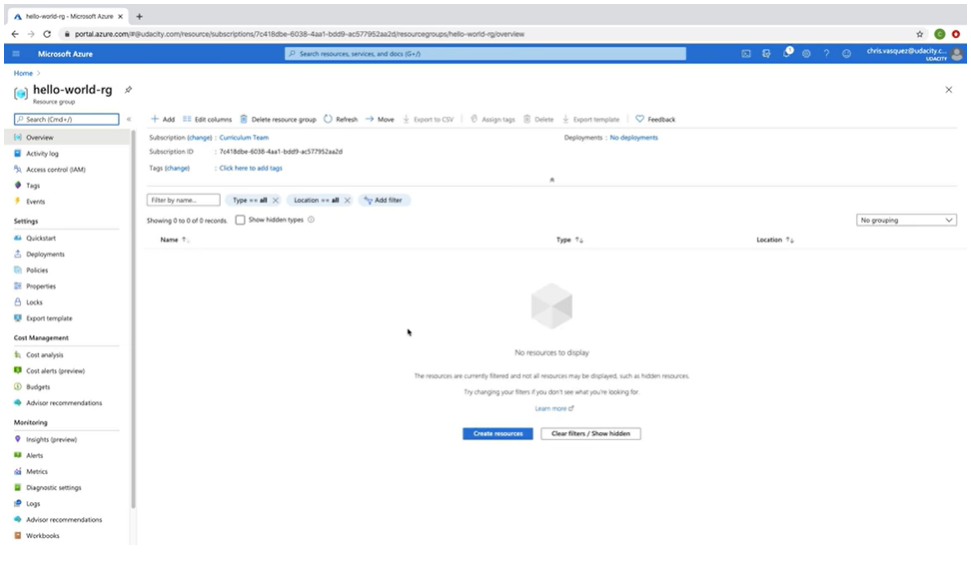 hello-world-rg - Microsoft Azure
portal.azure.com/#@udacity.com/resource/subscriptions/7c418dbe-6038-4aa1-bdd9-ac577952aa2d/resourcegroups/hello-world-rg/overview
Microsoft Azure
Search resources, services, and docs (G+/)
1
chris.vasquez@udacity.c...
UDACITY
Home >
hello-world-rg
Resource group
Search (Cmd+/)
Add
Edit columns
Delete resource group
Refresh
Move
Export to CSV
Assign tags
Delete
Export template
Feedback
Overview
Activity log
Access control (IAM)
Tags
Events
Settings
Quickstart
Deployments
Policies
Properties
Locks
Export template
Cost Management
Cost analysis
Cost alerts (preview)
Budgets
Advisor recommendations
Monitoring
Insights (preview)
Alerts
Metrics
Diagnostic settings
Logs
Advisor recommendations
Workbooks
Subscription (change) : Curriculum Team
Deployments : No deployments
Subscription ID : 7c418dbe-6038-4aa1-bdd9-ac577952aa2d
Tags (change) : Click here to add tags
Filter by name...
Type == all
Location == all
Add filter
Showing 0 to 0 of 0 records.
Show hidden types
No grouping
Name
Type
Location
No resources to display
The resources are currently filtered and not all resources may be displayed, such as hidden resources.
Try changing your filters if you don't see what you're looking for.
Learn more
Create resources
Clear filters / Show hidden